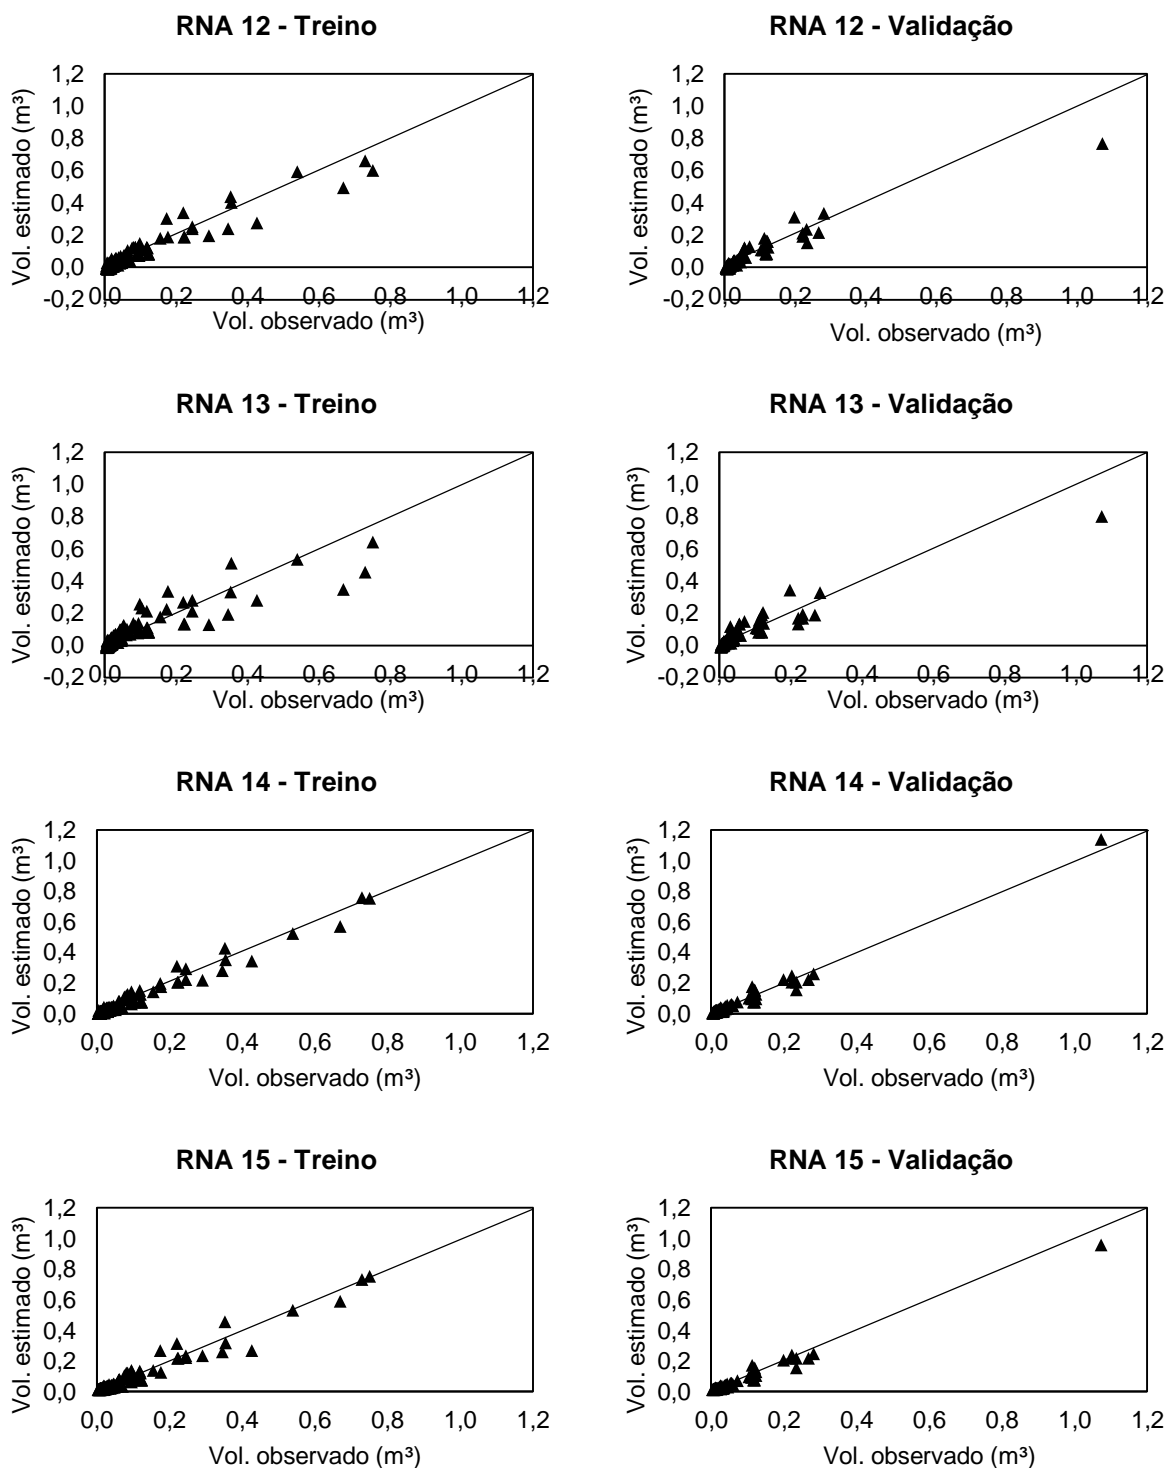 RNA 12 - Treino
Vol. estimado (m³)
1,2
1,0
0,8
0,6
0,4
0,2
0,0
-0,2
0,0 0,2 0,4 0,6 0,8 1,0 1,2
Vol. observado (m³)
RNA 12 - Validação
Vol. estimado (m³)
1,2
1,0
0,8
0,6
0,4
0,2
0,0
-0,2
0,0 0,2 0,4 0,6 0,8 1,0 1,2
Vol. observado (m³)
RNA 13 - Treino
Vol. estimado (m³)
1,2
1,0
0,8
0,6
0,4
0,2
0,0
-0,2
0,0 0,2 0,4 0,6 0,8 1,0 1,2
Vol. observado (m³)
RNA 13 - Validação
Vol. estimado (m³)
1,2
1,0
0,8
0,6
0,4
0,2
0,0
-0,2
0,0 0,2 0,4 0,6 0,8 1,0 1,2
Vol. observado (m³)
RNA 14 - Treino
Vol. estimado (m³)
1,2
1,0
0,8
0,6
0,4
0,2
0,0
0,0 0,2 0,4 0,6 0,8 1,0 1,2
Vol. observado (m³)
RNA 14 - Validação
Vol. estimado (m³)
1,2
1,0
0,8
0,6
0,4
0,2
0,0
0,0 0,2 0,4 0,6 0,8 1,0 1,2
Vol. observado (m³)
RNA 15 - Treino
Vol. estimado (m³)
1,2
1,0
0,8
0,6
0,4
0,2
0,0
0,0 0,2 0,4 0,6 0,8 1,0 1,2
Vol. observado (m³)
RNA 15 - Validação
Vol. estimado (m³)
1,2
1,0
0,8
0,6
0,4
0,2
0,0
0,0 0,2 0,4 0,6 0,8 1,0 1,2
Vol. observado (m³)